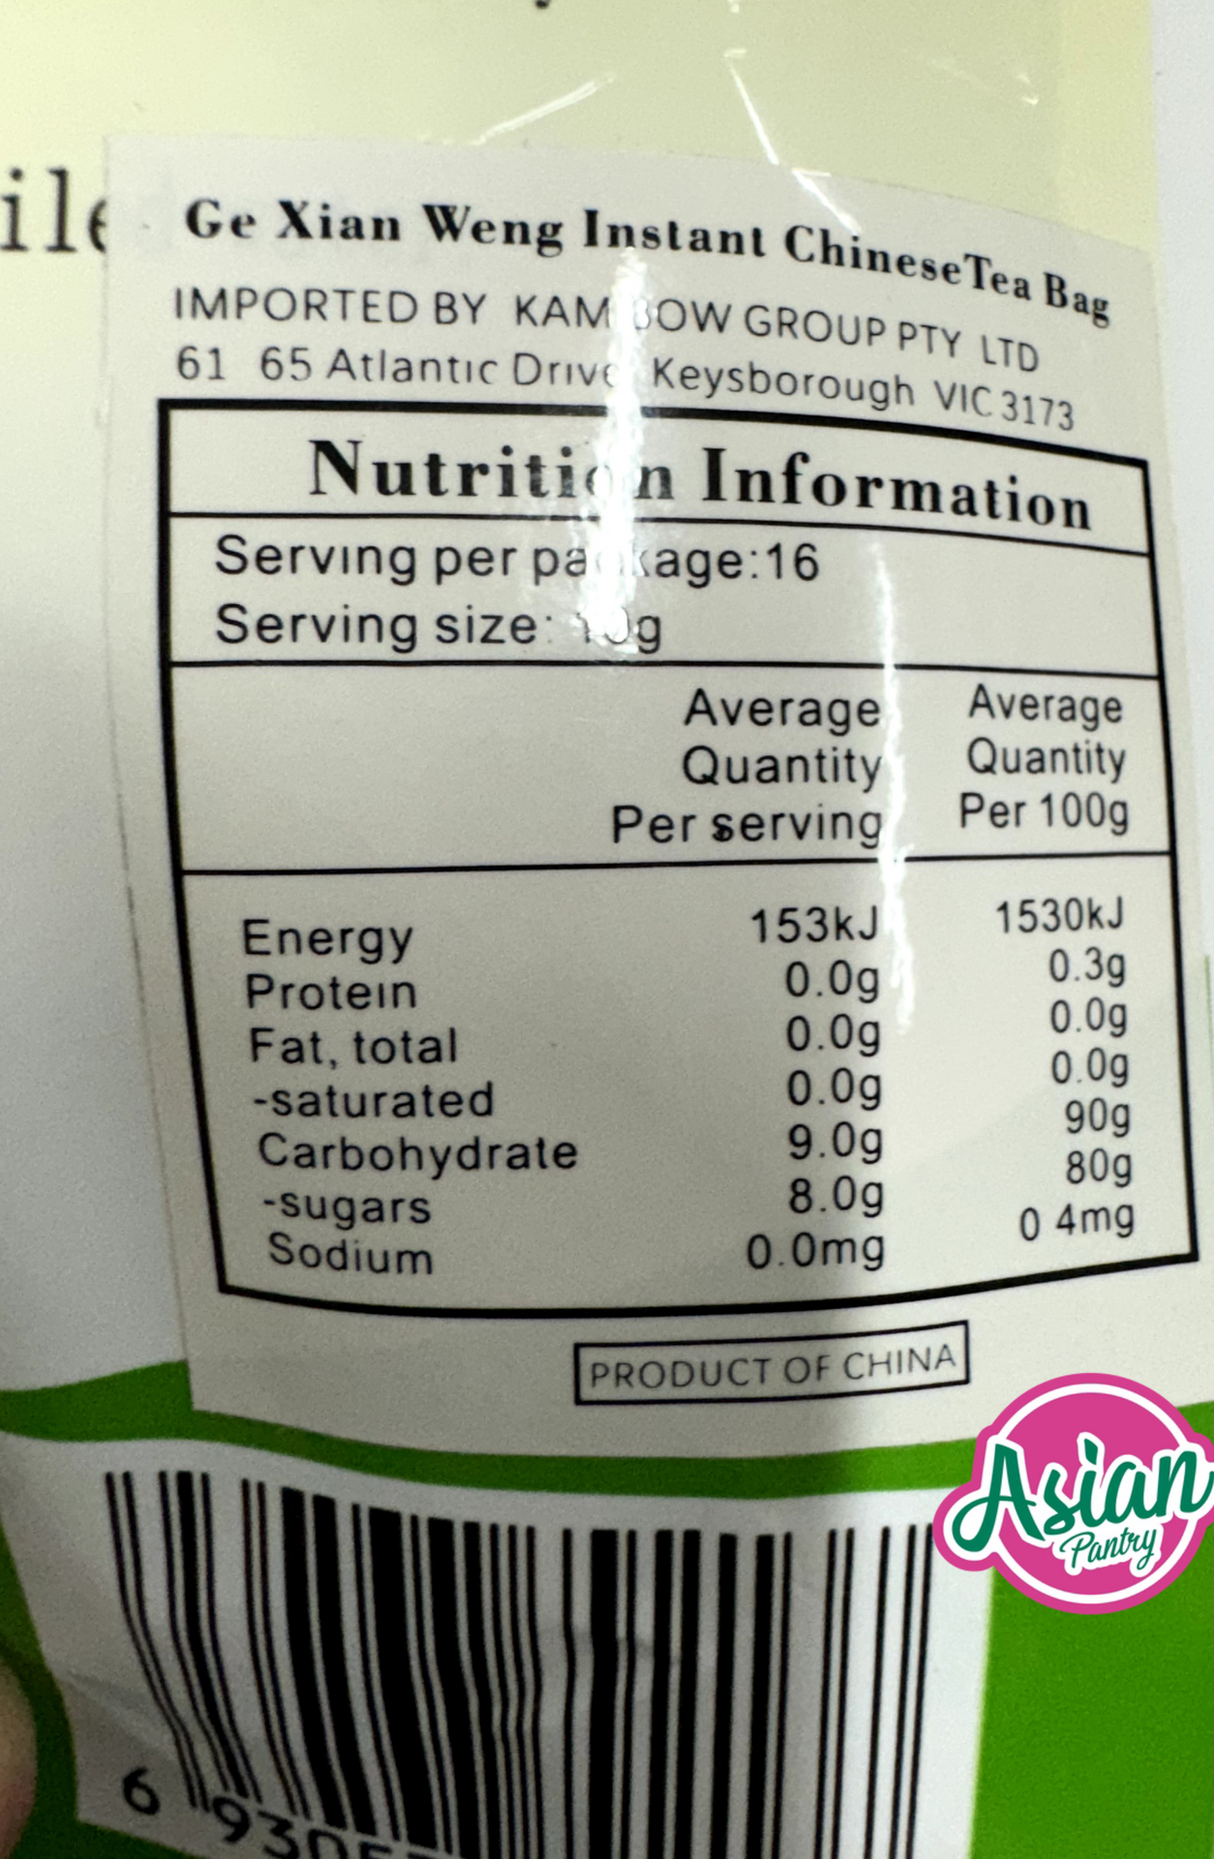 Ge Xian Weng Instant ChineseTea Bag
IMPORTED BY KAM BOW GROUP PTY LTD
61 65 Atlantic Drive Keysborough VIC 3173
Nutrition Information
Serving per package:16
Serving size: 10g
Average Quantity Per serving Average Quantity Per 100g
Energy 153kJ 1530kJ
Protein 0.0g 0.3g
Fat, total 0.0g 0.0g
-saturated 0.0g 0.0g
Carbohydrate 9.0g 90g
-sugars 8.0g 80g
Sodium 0.0mg 0 4mg
PRODUCT OF CHINA
Asian
Pantry
6 9305